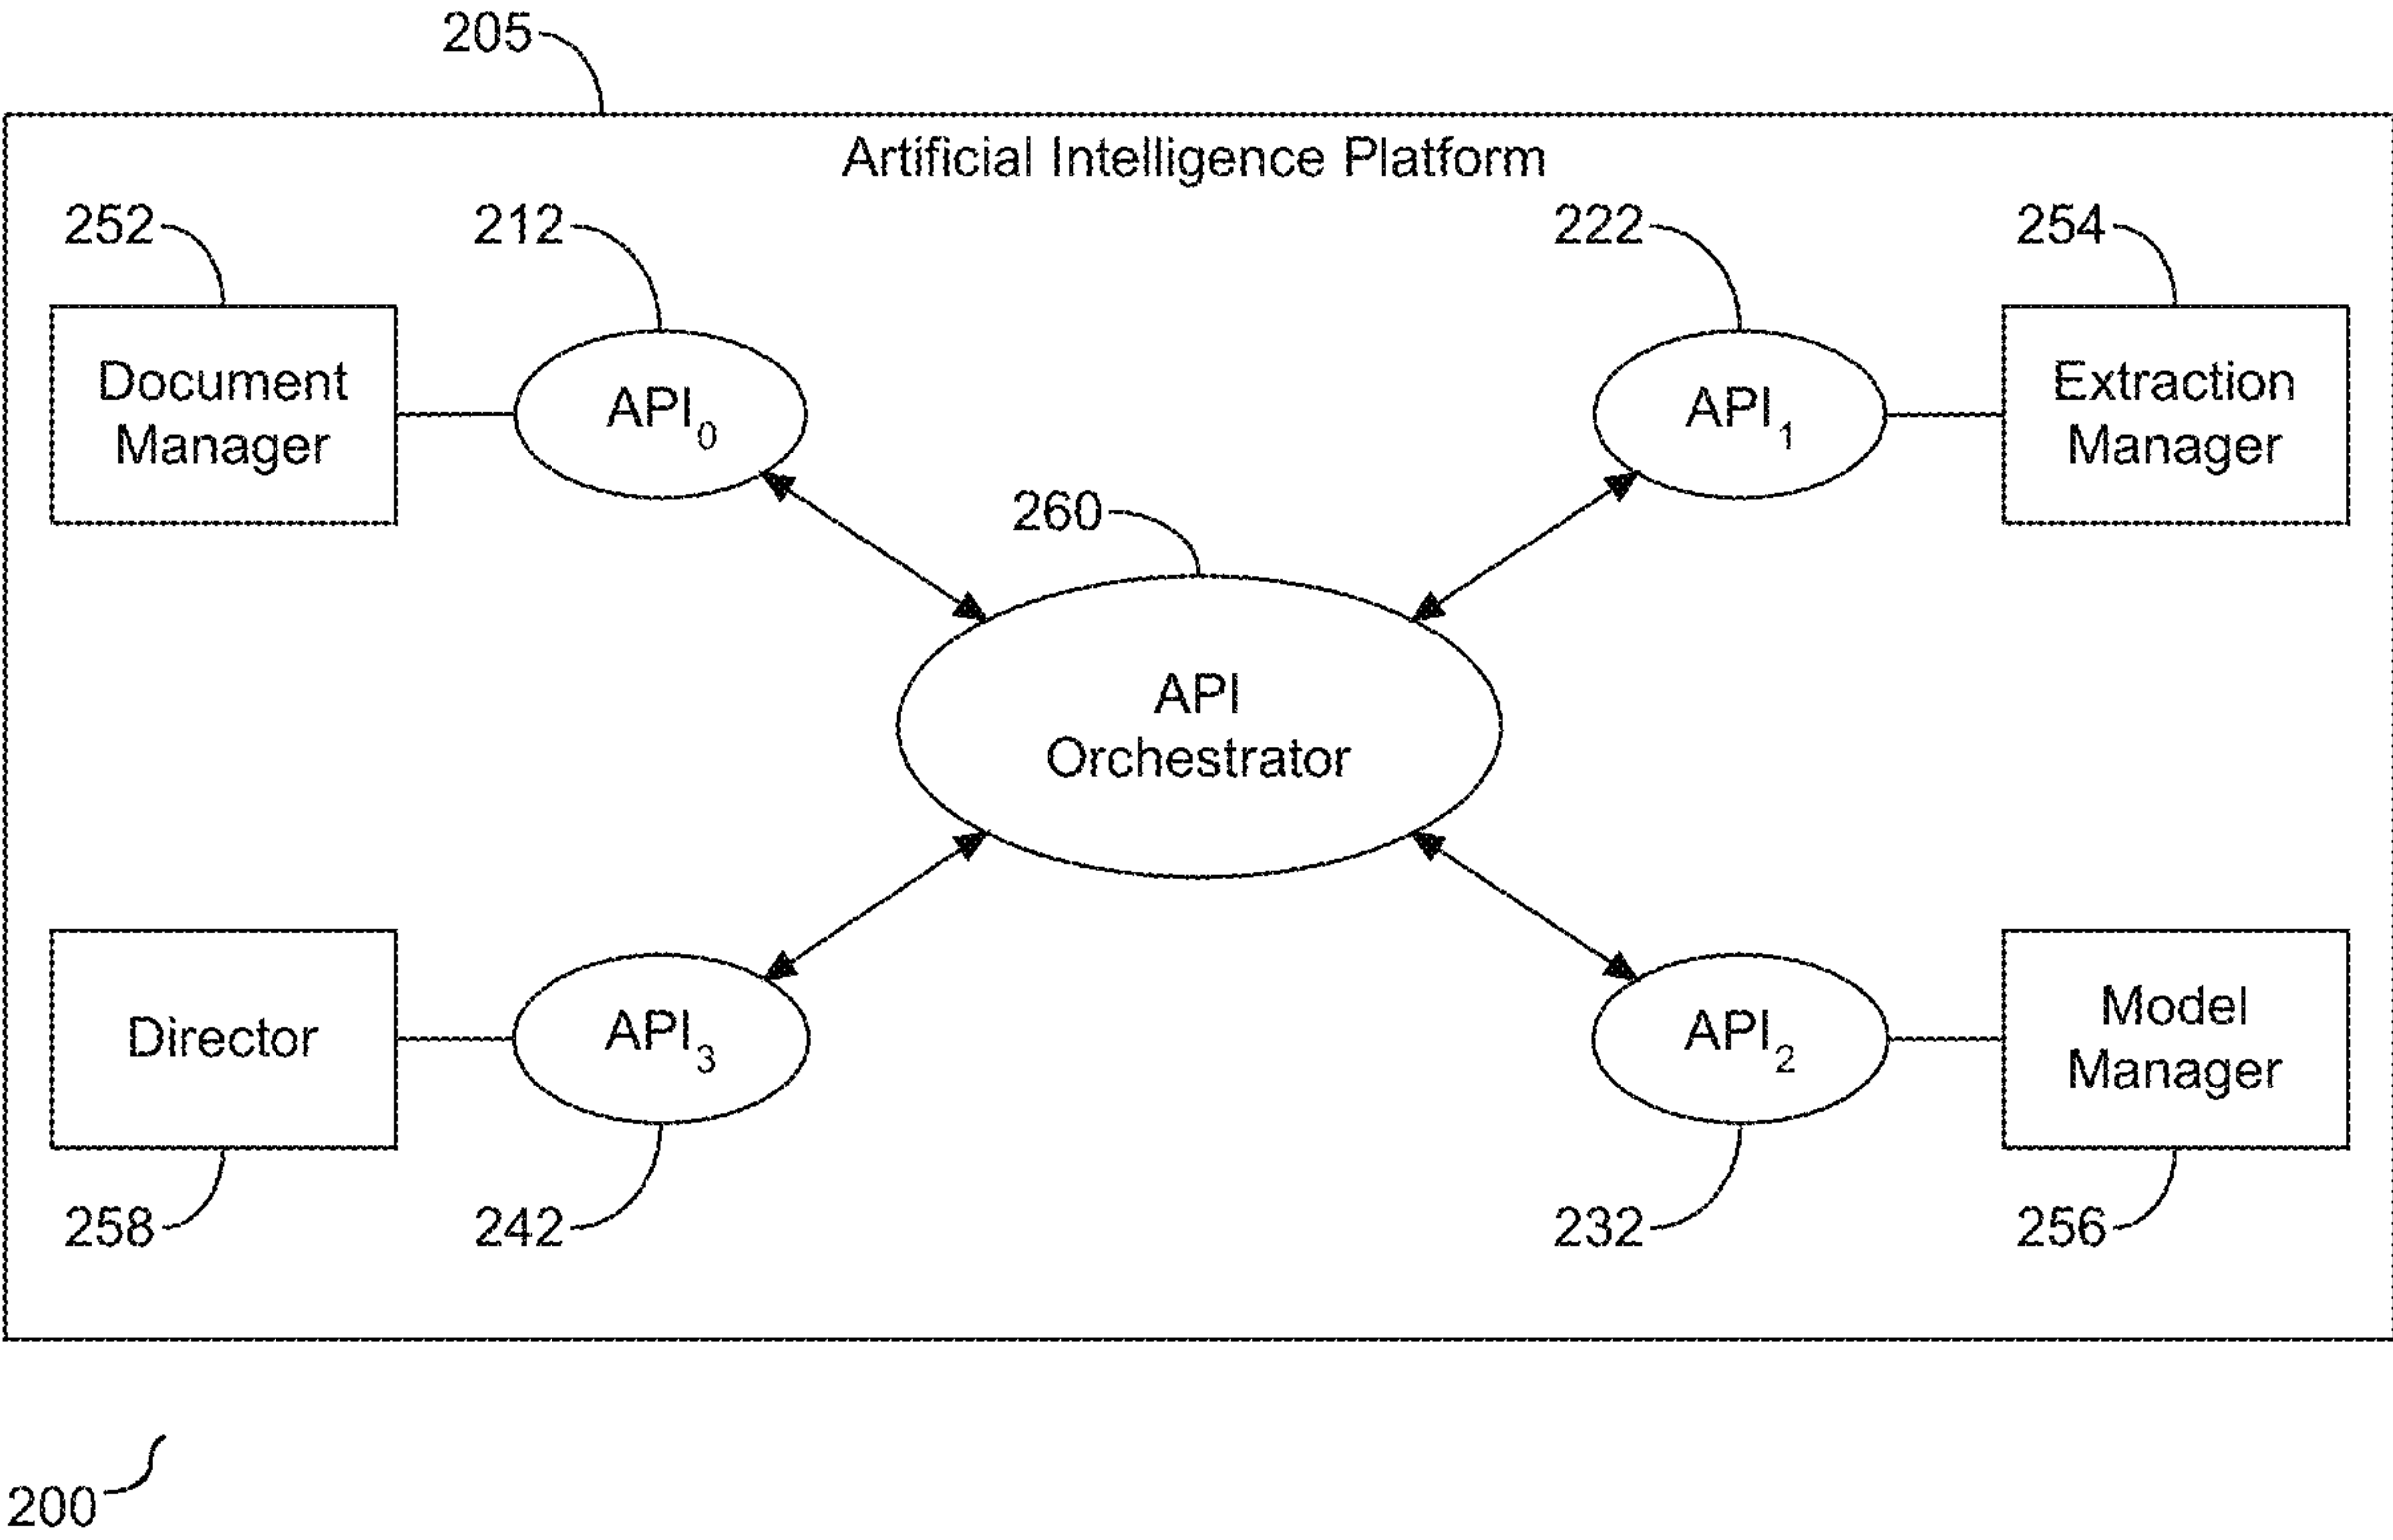 205
Artificial Intelligence Platform
252
212
222
254
Document
Manager
API₀
API₁
Extraction
Manager
260
API
Orchestrator
Director
API₃
API₂
Model
Manager
258
242
232
256
200